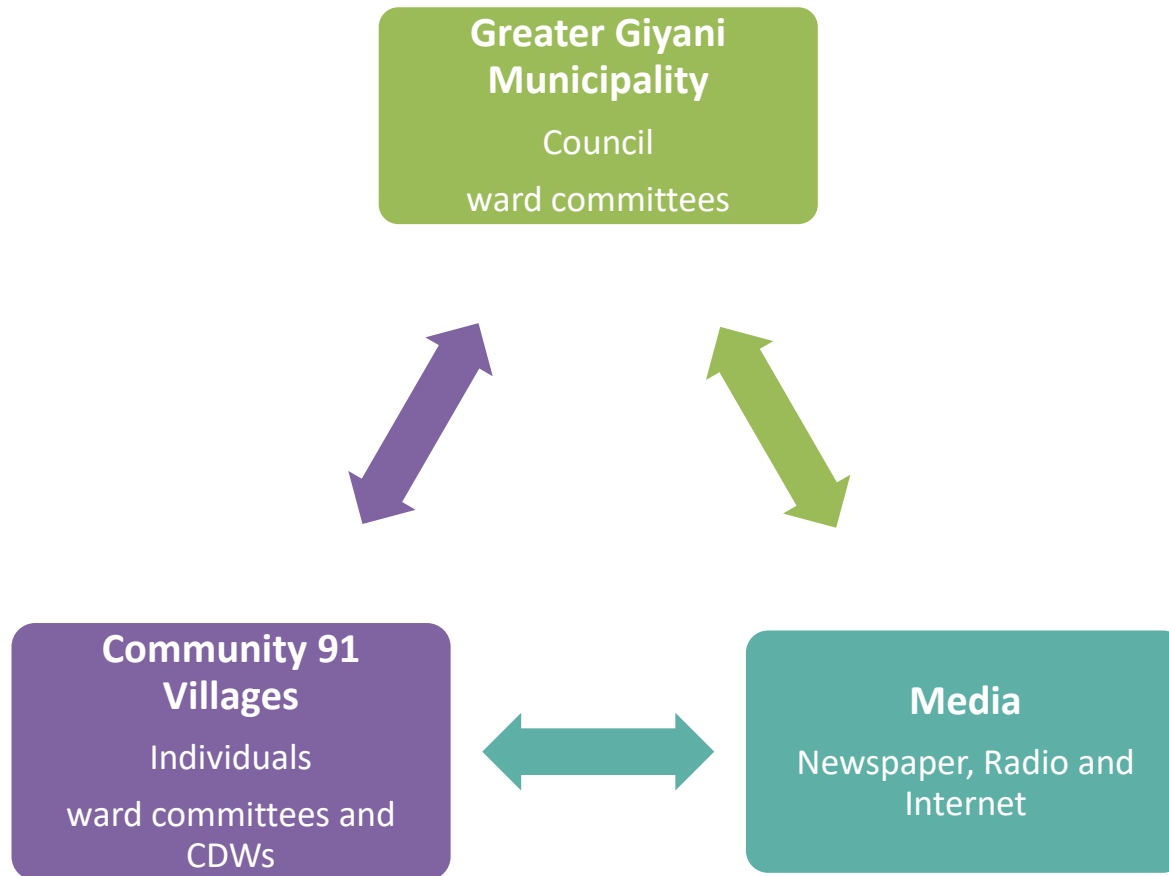 Greater Giyani
Municipality
Council
ward committees
Community 91
Villages
Individuals
ward committees and
CDWs
Media
Newspaper, Radio and
Internet